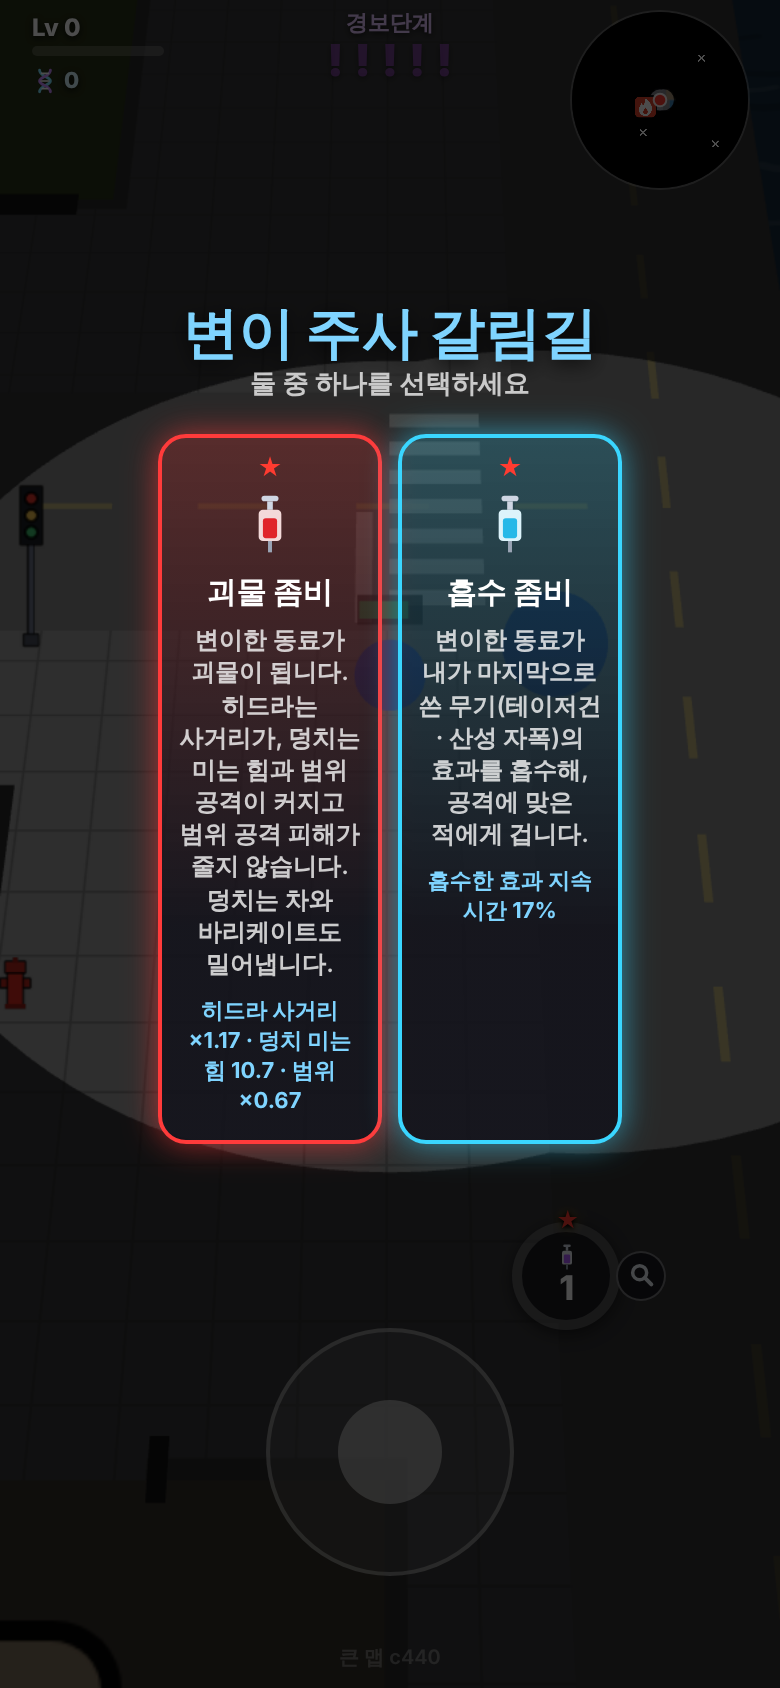 Lv 0
0
경보단계
! ! ! ! !
변이 주사 갈림길
둘 중 하나를 선택하세요
괴물 좀비
변이한 동료가
괴물이 됩니다.
히드라는
사거리가, 덩치는
미는 힘과 범위
공격이 커지고
범위 공격 피해가
줄지 않습니다.
덩치는 차와
바리케이트도
밀어냅니다.
히드라 사거리
×1.17 · 덩치 미는
힘 10.7 · 범위
×0.67
흡수 좀비
변이한 동료가
내가 마지막으로
쓴 무기(테이저건
· 산성 자폭)의
효과를 흡수해,
공격에 맞은
적에게 겁니다.
흡수한 효과 지속
시간 17%
1
큰 맵 c440